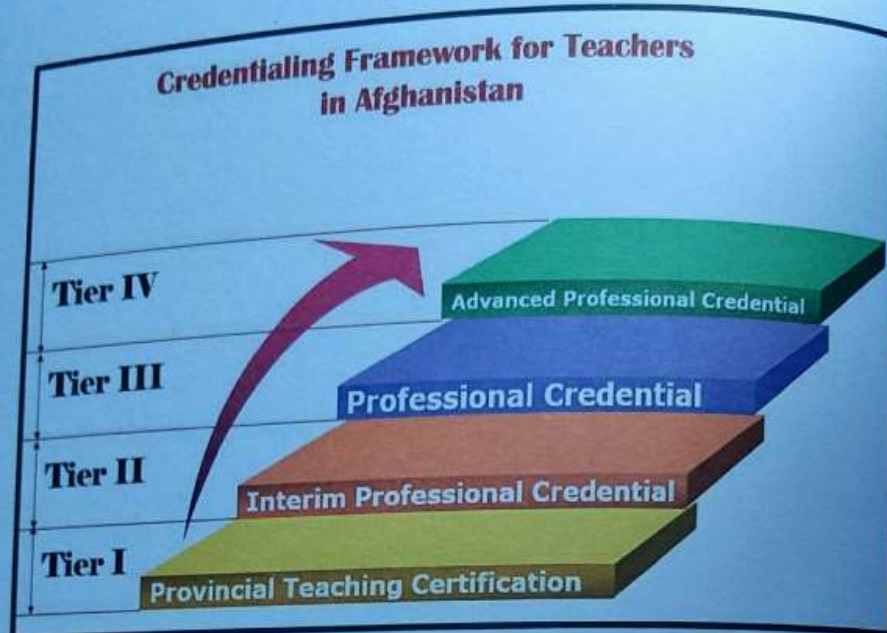 Credentialing Framework for Teachers
in Afghanistan
Tier IV
Advanced Professional Credential
Tier III
Professional Credential
Tier II
Interim Professional Credential
Tier I
Provincial Teaching Certification